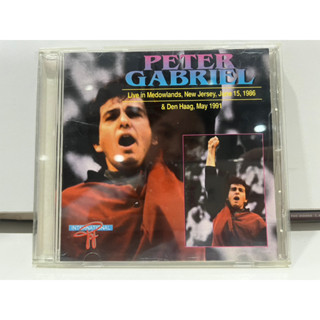 PETER
GABRIEL
Live in Medowlands, New Jersey, June 15, 1986
& Den Haag, May 1991